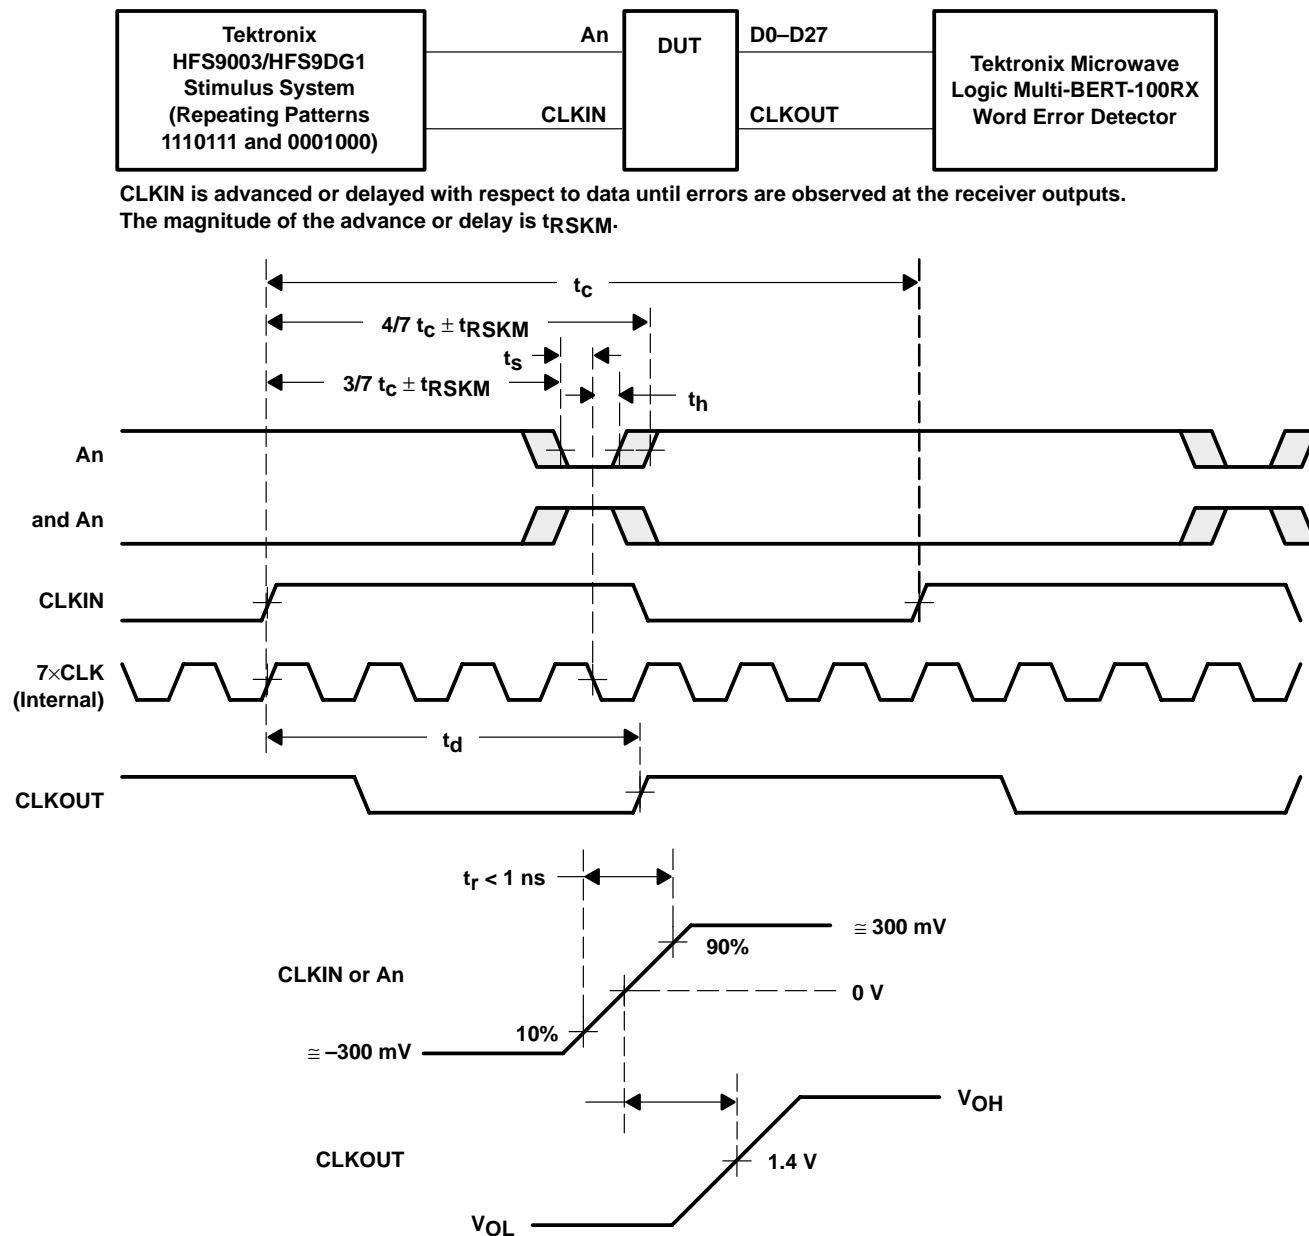 Tektronix
HFS9003/HFS9DG1
Stimulus System
(Repeating Patterns
1110111 and 0001000)
An
CLKIN
DUT
D0–D27
CLKOUT
Tektronix Microwave
Logic Multi-BERT-100RX
Word Error Detector
CLKIN is advanced or delayed with respect to data until errors are observed at the receiver outputs.
The magnitude of the advance or delay is tRSKM.
tc
4/7 tc ± tRSKM
ts
3/7 tc ± tRSKM
th
An
and An
CLKIN
7×CLK
(Internal)
td
CLKOUT
tr < 1 ns
≅ 300 mV
90%
CLKIN or An
0 V
10%
≅ –300 mV
VOH
CLKOUT
1.4 V
VOL